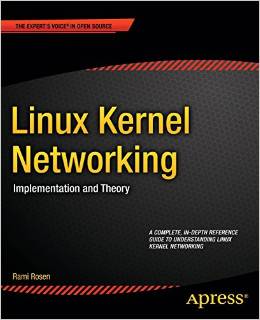 THE EXPERT'S VOICE® IN OPEN SOURCE
Linux Kernel
Networking
Implementation and Theory
A COMPLETE, IN-DEPTH REFERENCE
GUIDE TO UNDERSTANDING LINUX
KERNEL NETWORKING
Rami Rosen
Apress®